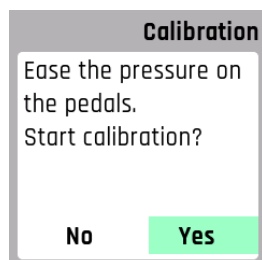 Calibration
Ease the pressure on
the pedals.
Start calibration?
No Yes